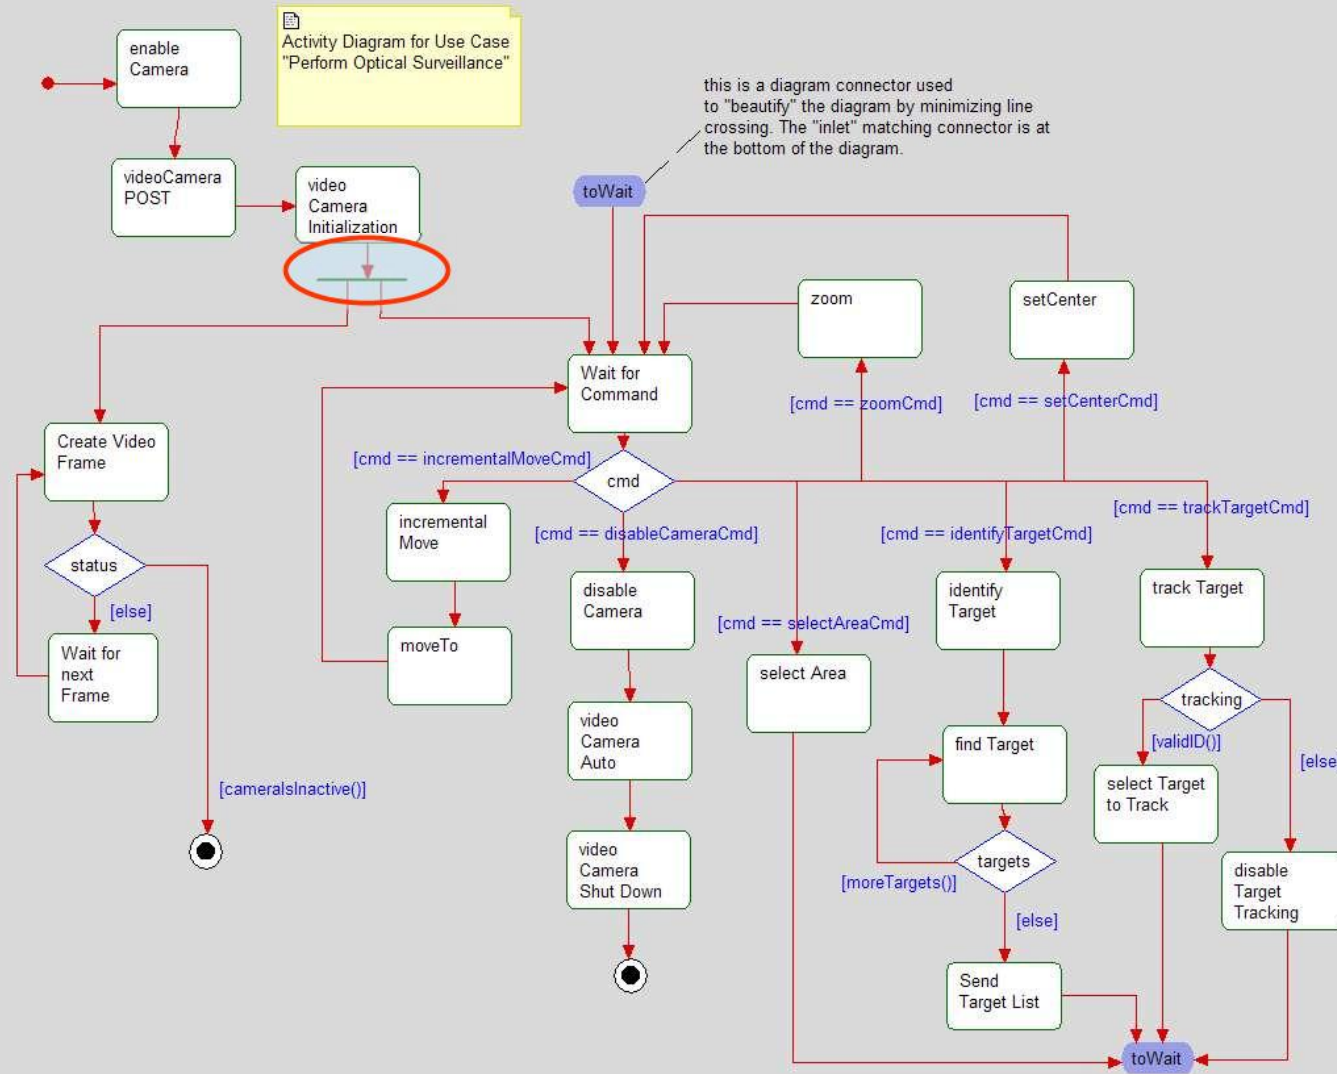 Activity Diagram for Use Case
"Perform Optical Surveillance"
enable
Camera
this is a diagram connector used
to "beautify" the diagram by minimizing line
crossing. The "inlet" matching connector is at
the bottom of the diagram.
videoCamera
POST
video
Camera
Initialization
toWait
zoom
setCenter
Wait for
Command
[cmd == zoomCmd]
[cmd == setCenterCmd]
Create Video
Frame
[cmd == incrementalMoveCmd]
cmd
incremental
Move
[cmd == disableCameraCmd]
[cmd == identifyTargetCmd]
[cmd == trackTargetCmd]
status
[else]
disable
Camera
identify
Target
track Target
[cmd == selectAreaCmd]
Wait for
next
Frame
moveTo
select Area
tracking
video
Camera
Auto
find Target
[validID()]
[else
select Target
to Track
[cameraIsInactive()]
video
Camera
Shut Down
targets
[moreTargets()]
disable
Target
Tracking
[else]
Send
Target List
toWait